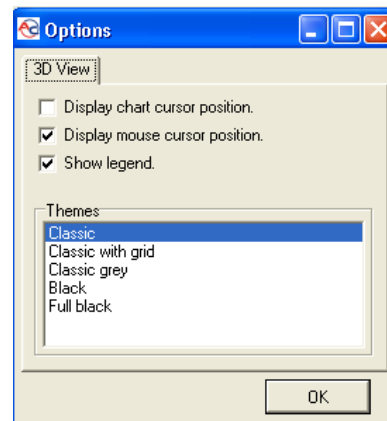 Options
3D View
Display chart cursor position.
Display mouse cursor position.
Show legend.
Themes
Classic
Classic with grid
Classic grey
Black
Full black
OK